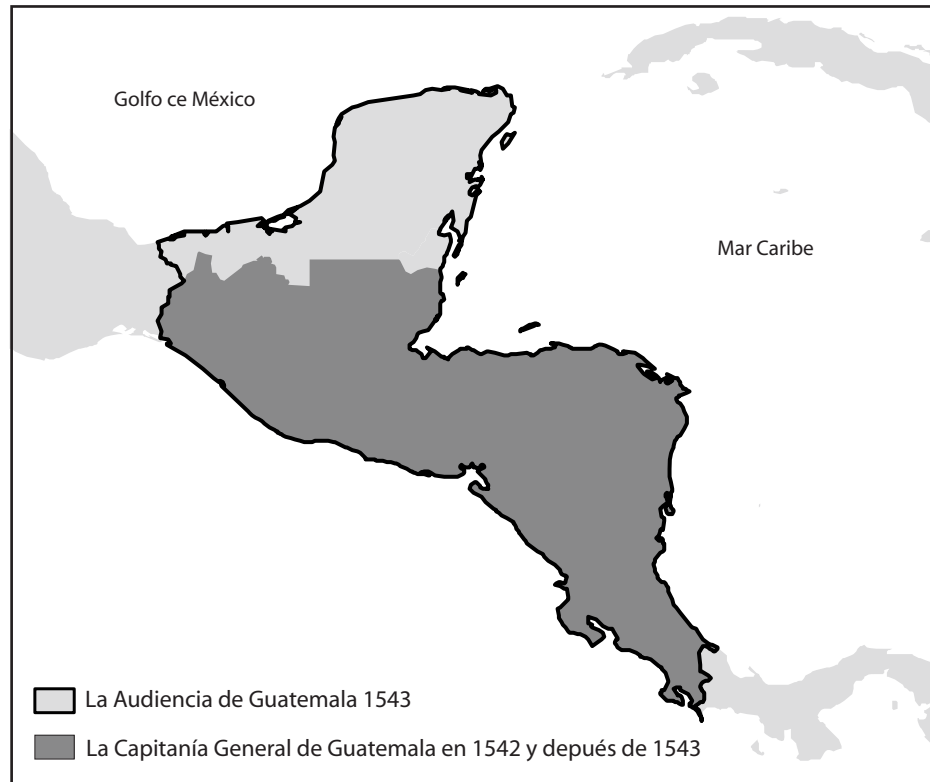 Golfo ce México
Mar Caribe
La Audiencia de Guatemala 1543
La Capitanía General de Guatemala en 1542 y depués de 1543